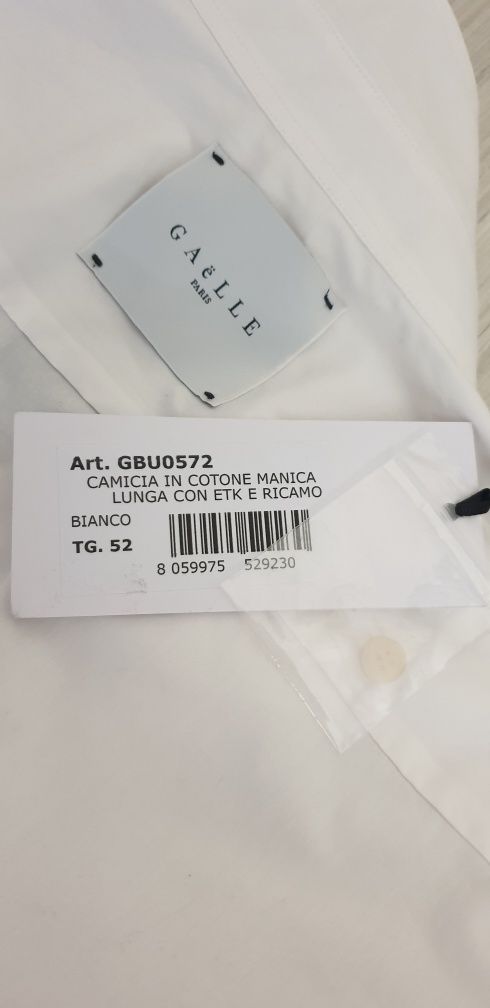 GAëLLE
PARIS
Art. GBU0572
CAMICIA IN COTONE MANICA
LUNGA CON ETK E RICAMO
BIANCO
TG. 52
8 059975 529230